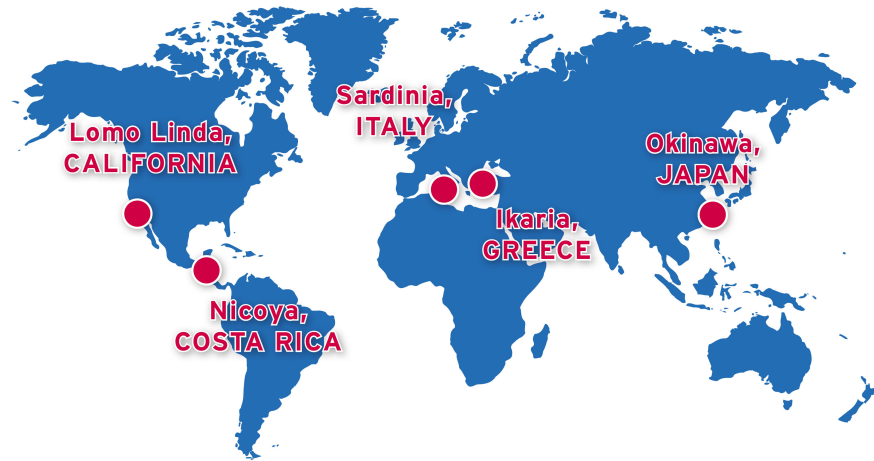 Sardinia,
ITALY
Lomo Linda,
CALIFORNIA
Okinawa,
JAPAN
Ikaria,
GREECE
Nicoya,
COSTA RICA